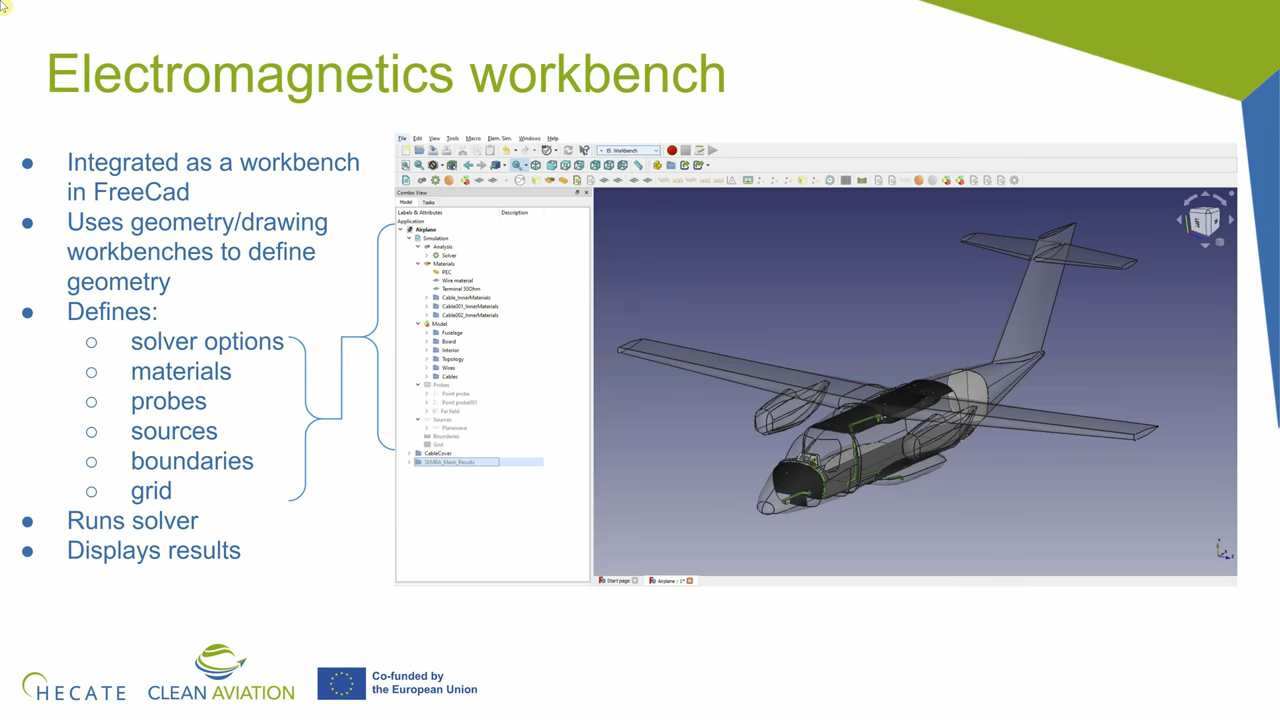 Electromagnetics workbench
● Integrated as a workbench
in FreeCad
● Uses geometry/drawing
workbenches to define
geometry
● Defines:
○ solver options
○ materials
○ probes
○ sources
○ boundaries
○ grid
● Runs solver
● Displays results
File Edit View Tools Macro Elem. Sim. Windows Help
El. Workbench
Combo View
Model Tasks
Labels & Attributes Description
Application
Airplane
Simulation
Analysis
Solver
Materials
PEC
Wire material
Terminal 50Ohm
Cable_InnerMaterials
Cable001_InnerMaterials
Cable002_InnerMaterials
Model
Fuselage
Board
Interior
Topology
Wires
Cables
Probes
Point probe
Point probe001
Far field
Sources
Planewave
Boundaries
Grid
CableCover
SEMBA_Mesh_Results
Start page Airplane : 1*
HECATE
CLEAN AVIATION
Co-funded by
the European Union